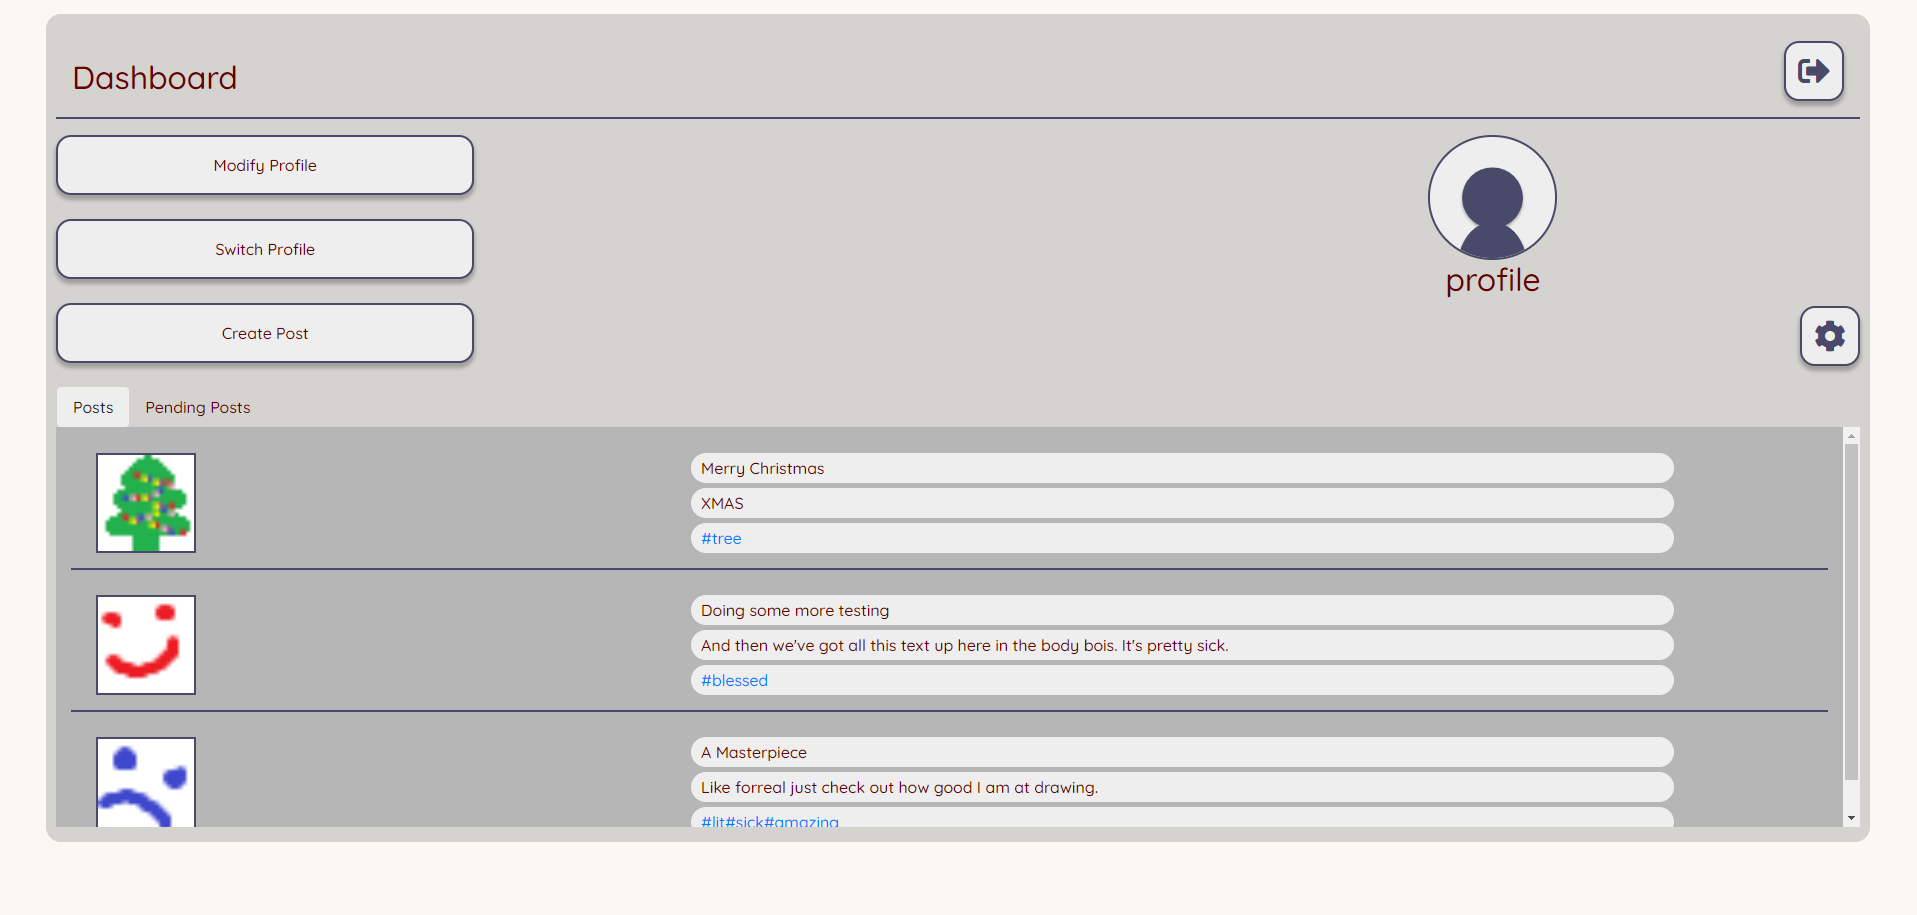 Dashboard
Modify Profile
Switch Profile
profile
Create Post
Posts
Pending Posts
Merry Christmas
XMAS
#tree
Doing some more testing
And then we've got all this text up here in the body bois. It's pretty sick.
#blessed
A Masterpiece
Like forreal just check out how good I am at drawing.
#lit#sick#amazing